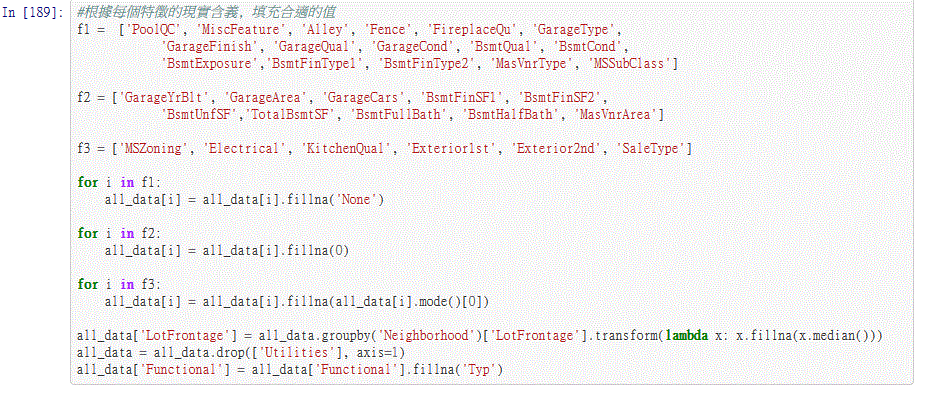 In [189]: #根據每個特徵的現實含義，填充合適的值
f1 = ['PoolQC', 'MiscFeature', 'Alley', 'Fence', 'FireplaceQu', 'GarageType',
'GarageFinish', 'GarageQual', 'GarageCond', 'BsmtQual', 'BsmtCond',
'BsmtExposure','BsmtFinType1', 'BsmtFinType2', 'MasVnrType', 'MSSubClass']
f2 = ['GarageYrBlt', 'GarageArea', 'GarageCars', 'BsmtFinSF1', 'BsmtFinSF2',
'BsmtUnfSF','TotalBsmtSF', 'BsmtFullBath', 'BsmtHalfBath', 'MasVnrArea']
f3 = ['MSZoning', 'Electrical', 'KitchenQual', 'Exterior1st', 'Exterior2nd', 'SaleType']
for i in f1:
all_data[i] = all_data[i].fillna('None')
for i in f2:
all_data[i] = all_data[i].fillna(0)
for i in f3:
all_data[i] = all_data[i].fillna(all_data[i].mode()[0])
all_data['LotFrontage'] = all_data.groupby('Neighborhood')['LotFrontage'].transform(lambda x: x.fillna(x.median()))
all_data = all_data.drop(['Utilities'], axis=1)
all_data['Functional'] = all_data['Functional'].fillna('Typ')